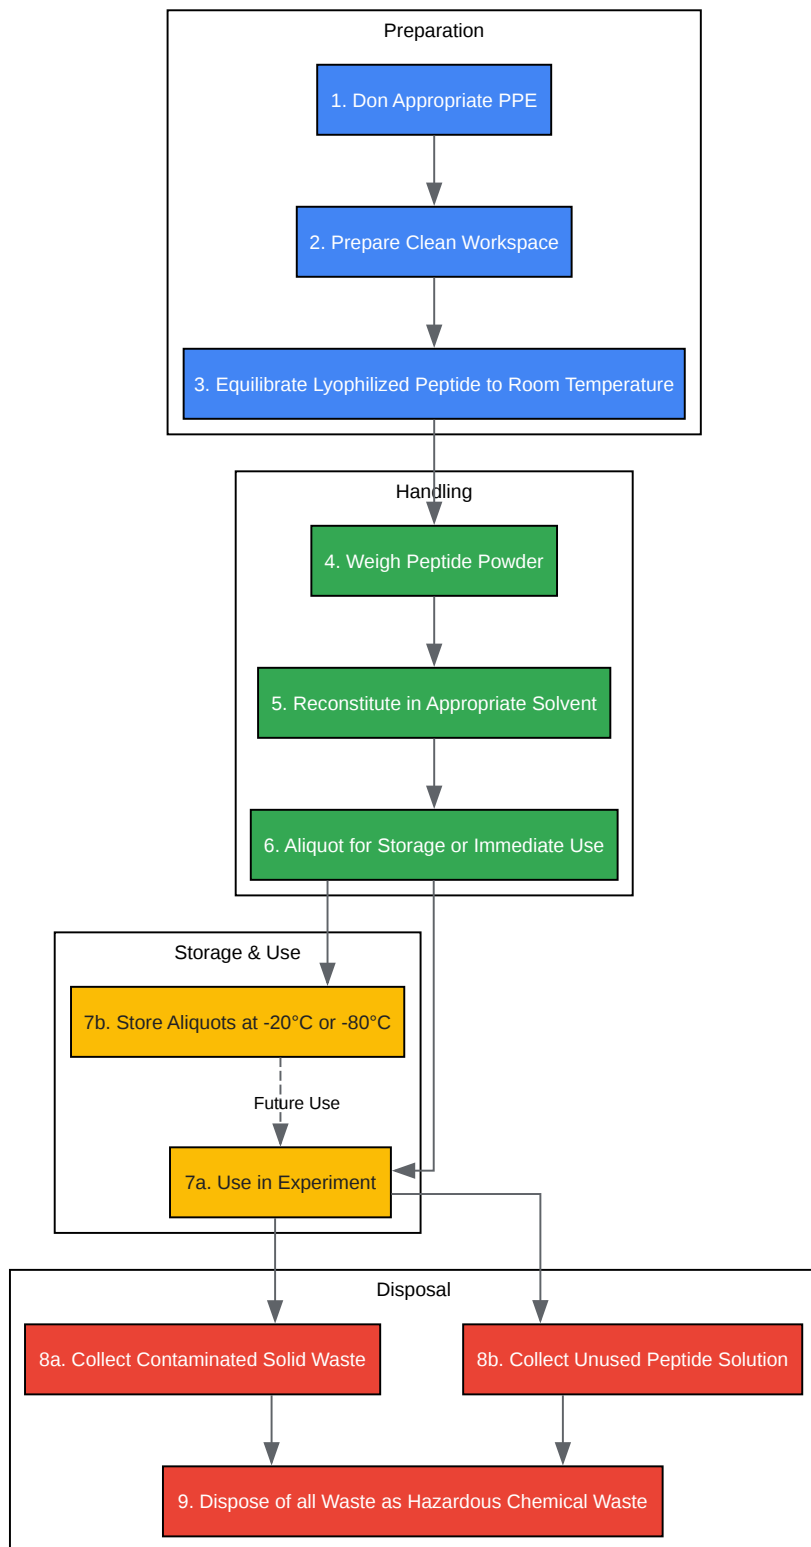 Preparation
1. Don Appropriate PPE
2. Prepare Clean Workspace
3. Equilibrate Lyophilized Peptide to Room Temperature
Handling
4. Weigh Peptide Powder
5. Reconstitute in Appropriate Solvent
6. Aliquot for Storage or Immediate Use
Storage & Use
7b. Store Aliquots at -20°C or -80°C
Future Use
7a. Use in Experiment
Disposal
8a. Collect Contaminated Solid Waste
8b. Collect Unused Peptide Solution
9. Dispose of all Waste as Hazardous Chemical Waste